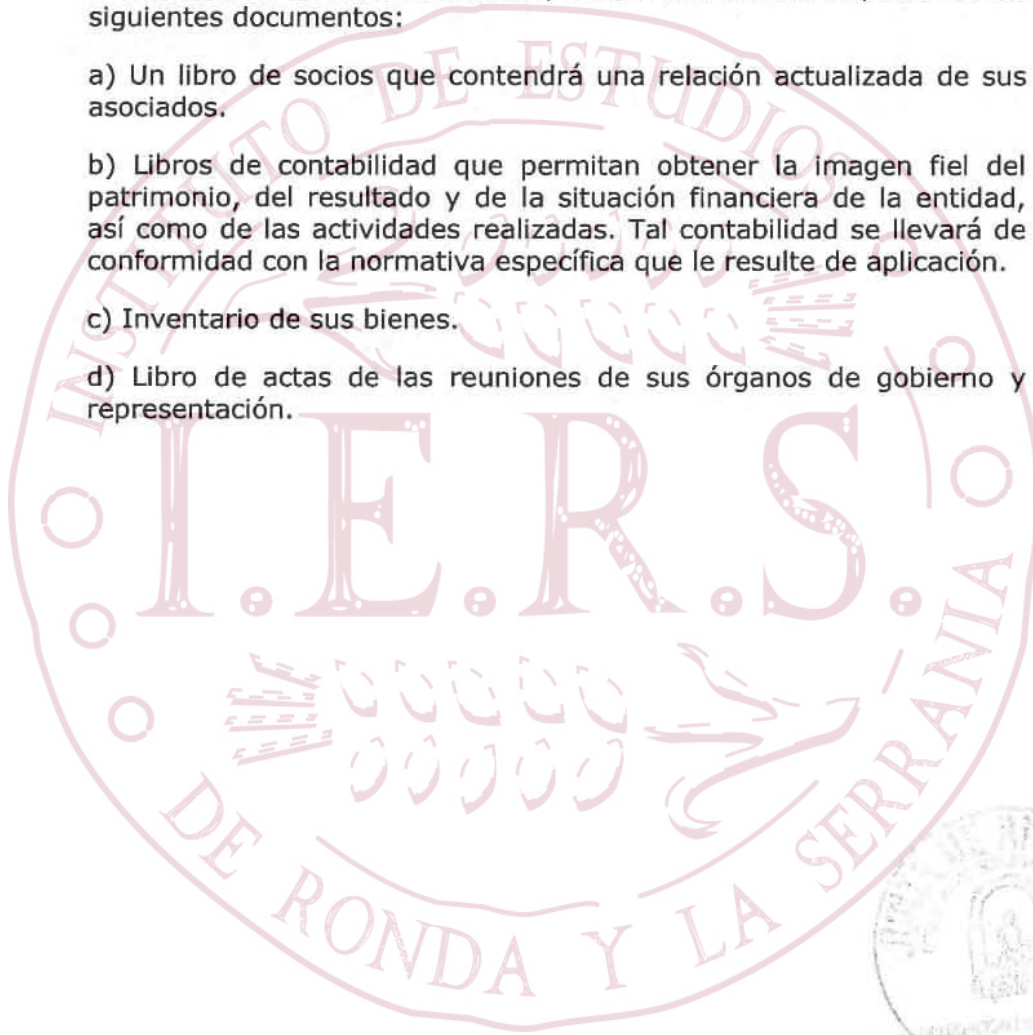 siguientes documentos:
a) Un libro de socios que contendrá una relación actualizada de sus
asociados.
b) Libros de contabilidad que permitan obtener la imagen fiel del
patrimonio, del resultado y de la situación financiera de la entidad,
así como de las actividades realizadas. Tal contabilidad se llevará de
conformidad con la normativa específica que le resulte de aplicación.
c) Inventario de sus bienes.
d) Libro de actas de las reuniones de sus órganos de gobierno y
representación.
INSTITUTO DE ESTUDIOS
I.E.R.S.
DE RONDA Y LA SERRANIA